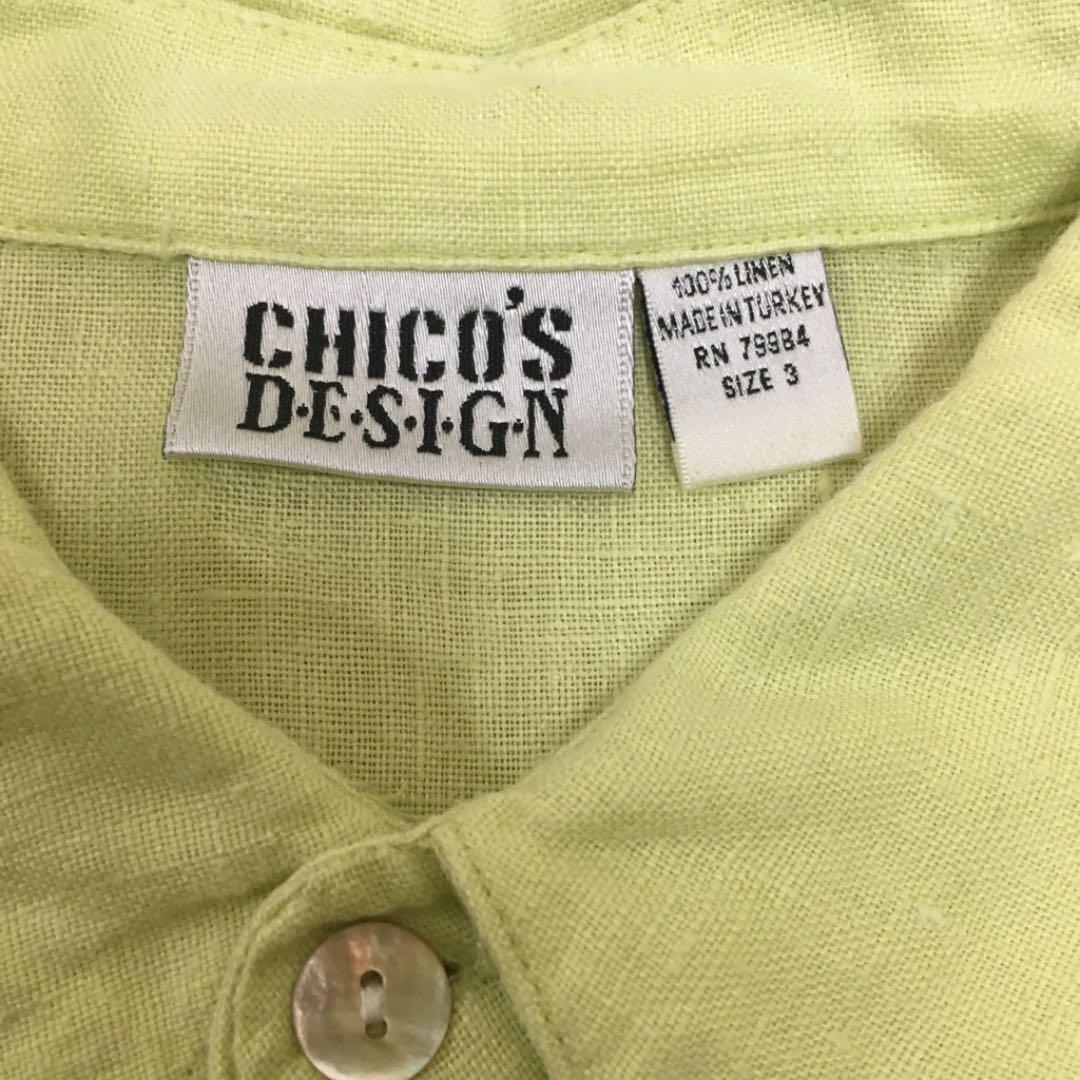 CHICO'S
D·E·S·I·G·N
100% LINEN
MADE IN TURKEY
RN 79984
SIZE 3